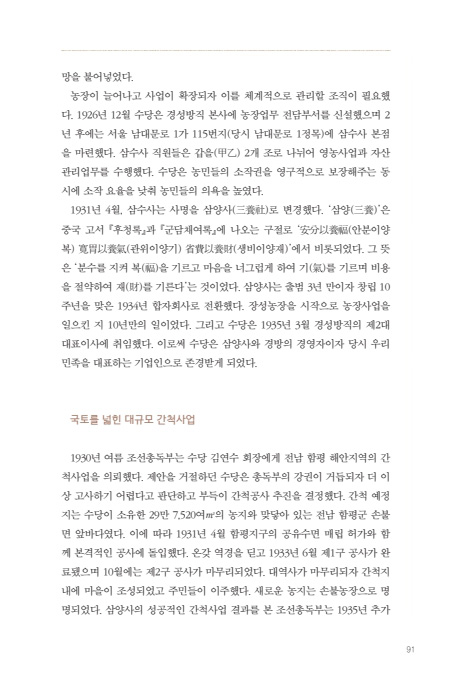 망을 불어넣었다.
농장이 늘어나고 사업이 확장되자 이를 체계적으로 관리할 조직이 필요했
다. 1926년 12월 수당은 경성방직 본사에 농장업무 전담부서를 신설했으며 2
년 후에는 서울 남대문로 1가 115번지(당시 남대문로 1정목)에 삼수사 본점
을 마련했다. 삼수사 직원들은 갑을(甲乙) 2개 조로 나뉘어 영농사업과 자산
관리업무를 수행했다. 수당은 농민들의 소작권을 영구적으로 보장해주는 동
시에 소작 요율을 낮춰 농민들의 의욕을 높였다.
1931년 4월, 삼수사는 사명을 삼양사(三養社)로 변경했다. ‘삼양(三養)’은
중국 고서 『후청록』과 『군담채여록』에 나오는 구절로 ‘安分以養福(안분이양
복) 寬胃以養氣(관위이양기) 省費以養財(생비이양재)’에서 비롯되었다. 그 뜻
은 ‘분수를 지켜 복(福)을 기르고 마음을 너그럽게 하여 기(氣)를 기르며 비용
을 절약하여 재(財)를 기른다’는 것이었다. 삼양사는 출범 3년 만이자 창립 10
주년을 맞은 1934년 합자회사로 전환했다. 장성농장을 시작으로 농장사업을
일으킨 지 10년만의 일이었다. 그리고 수당은 1935년 3월 경성방직의 제2대
대표이사에 취임했다. 이로써 수당은 삼양사와 경방의 경영자이자 당시 우리
민족을 대표하는 기업인으로 존경받게 되었다.
국토를 넓힌 대규모 간척사업
1930년 여름 조선총독부는 수당 김연수 회장에게 전남 함평 해안지역의 간
척사업을 의뢰했다. 제안을 거절하던 수당은 총독부의 강권이 거듭되자 더 이
상 고사하기 어렵다고 판단하고 부득이 간척공사 추진을 결정했다. 간척 예정
지는 수당이 소유한 29만 7,520여㎡의 농지와 맞닿아 있는 전남 함평군 손불
면 앞바다였다. 이에 따라 1931년 4월 함평지구의 공유수면 매립 허가와 함
께 본격적인 공사에 돌입했다. 온갖 역경을 딛고 1933년 6월 제1구 공사가 완
료됐으며 10월에는 제2구 공사가 마무리되었다. 대역사가 마무리되자 간척지
내에 마을이 조성되었고 주민들이 이주했다. 새로운 농지는 손불농장으로 명
명되었다. 삼양사의 성공적인 간척사업 결과를 본 조선총독부는 1935년 추가
91